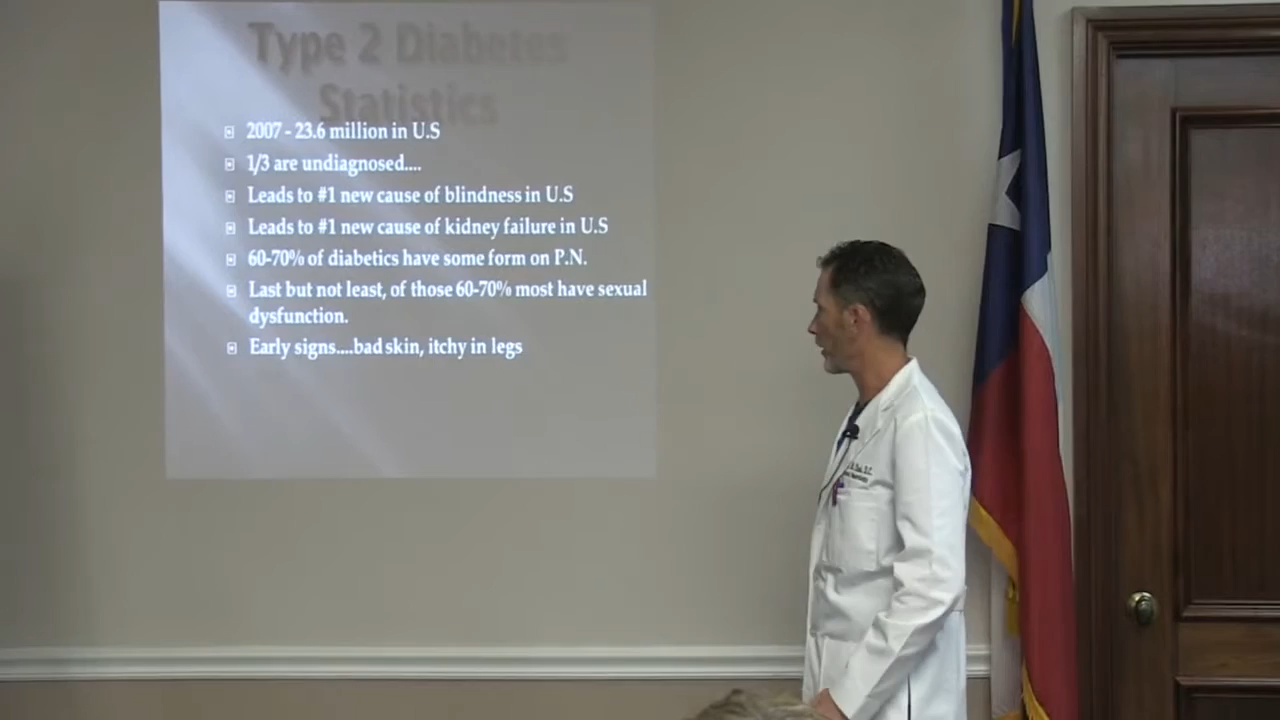 Type 2 Diabetes
Statistics
2007 - 23.6 million in U.S
1/3 are undiagnosed....
Leads to #1 new cause of blindness in U.S
Leads to #1 new cause of kidney failure in U.S
60-70% of diabetics have some form on P.N.
Last but not least, of those 60-70% most have sexual
dysfunction.
Early signs....bad skin, itchy in legs
D.C.